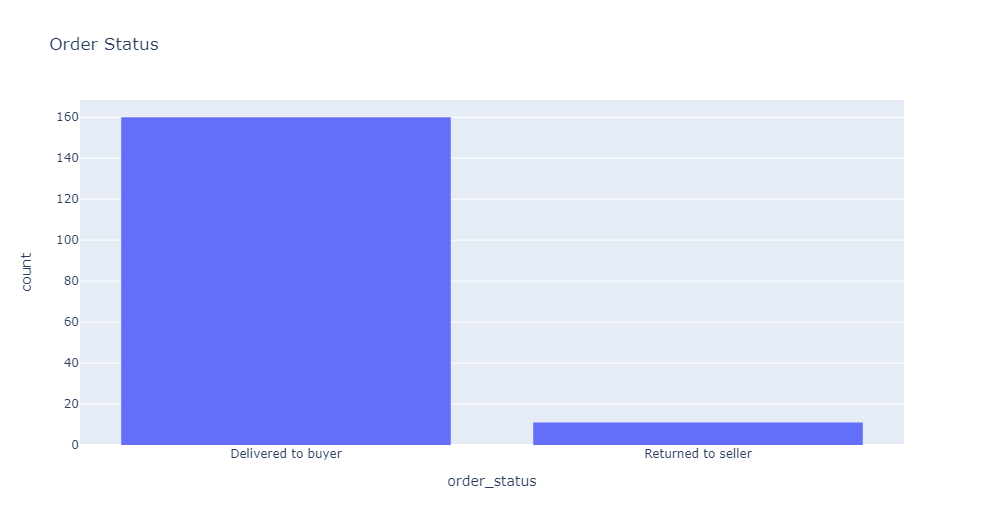 Order Status
160
140
120
100
80
60
40
20
0
count
Delivered to buyer
Returned to seller
order_status